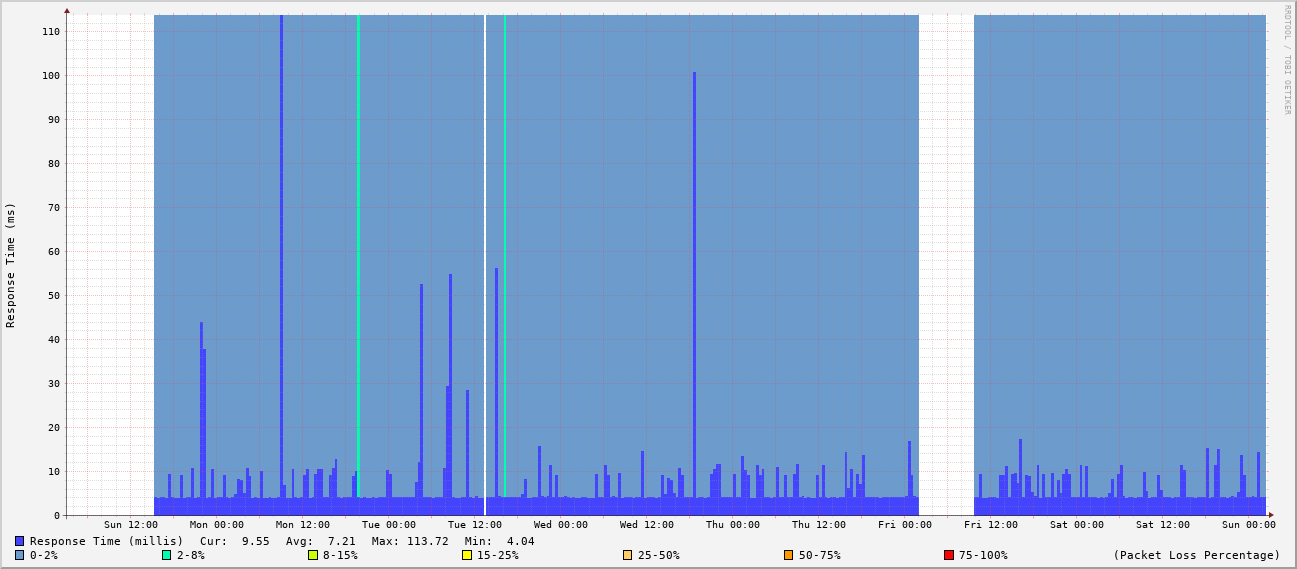 RRDTOOL / TOBI OETIKER
Response Time (ms)
110
100
90
80
70
60
50
40
30
20
10
0
Sun 12:00 Mon 00:00 Mon 12:00 Tue 00:00 Tue 12:00 Wed 00:00 Wed 12:00 Thu 00:00 Thu 12:00 Fri 00:00 Fri 12:00 Sat 00:00 Sat 12:00 Sun 00:00
Response Time (millis) Cur: 9.55 Avg: 7.21 Max: 113.72 Min: 4.04
0-2% 2-8% 8-15% 15-25% 25-50% 50-75% 75-100% (Packet Loss Percentage)